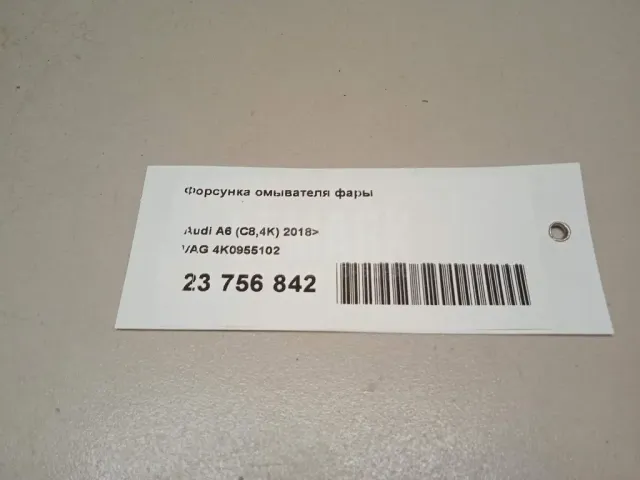 Форсунка омывателя фары
Audi A6 (C8,4K) 2018>
VAG 4K0955102
23 756 842